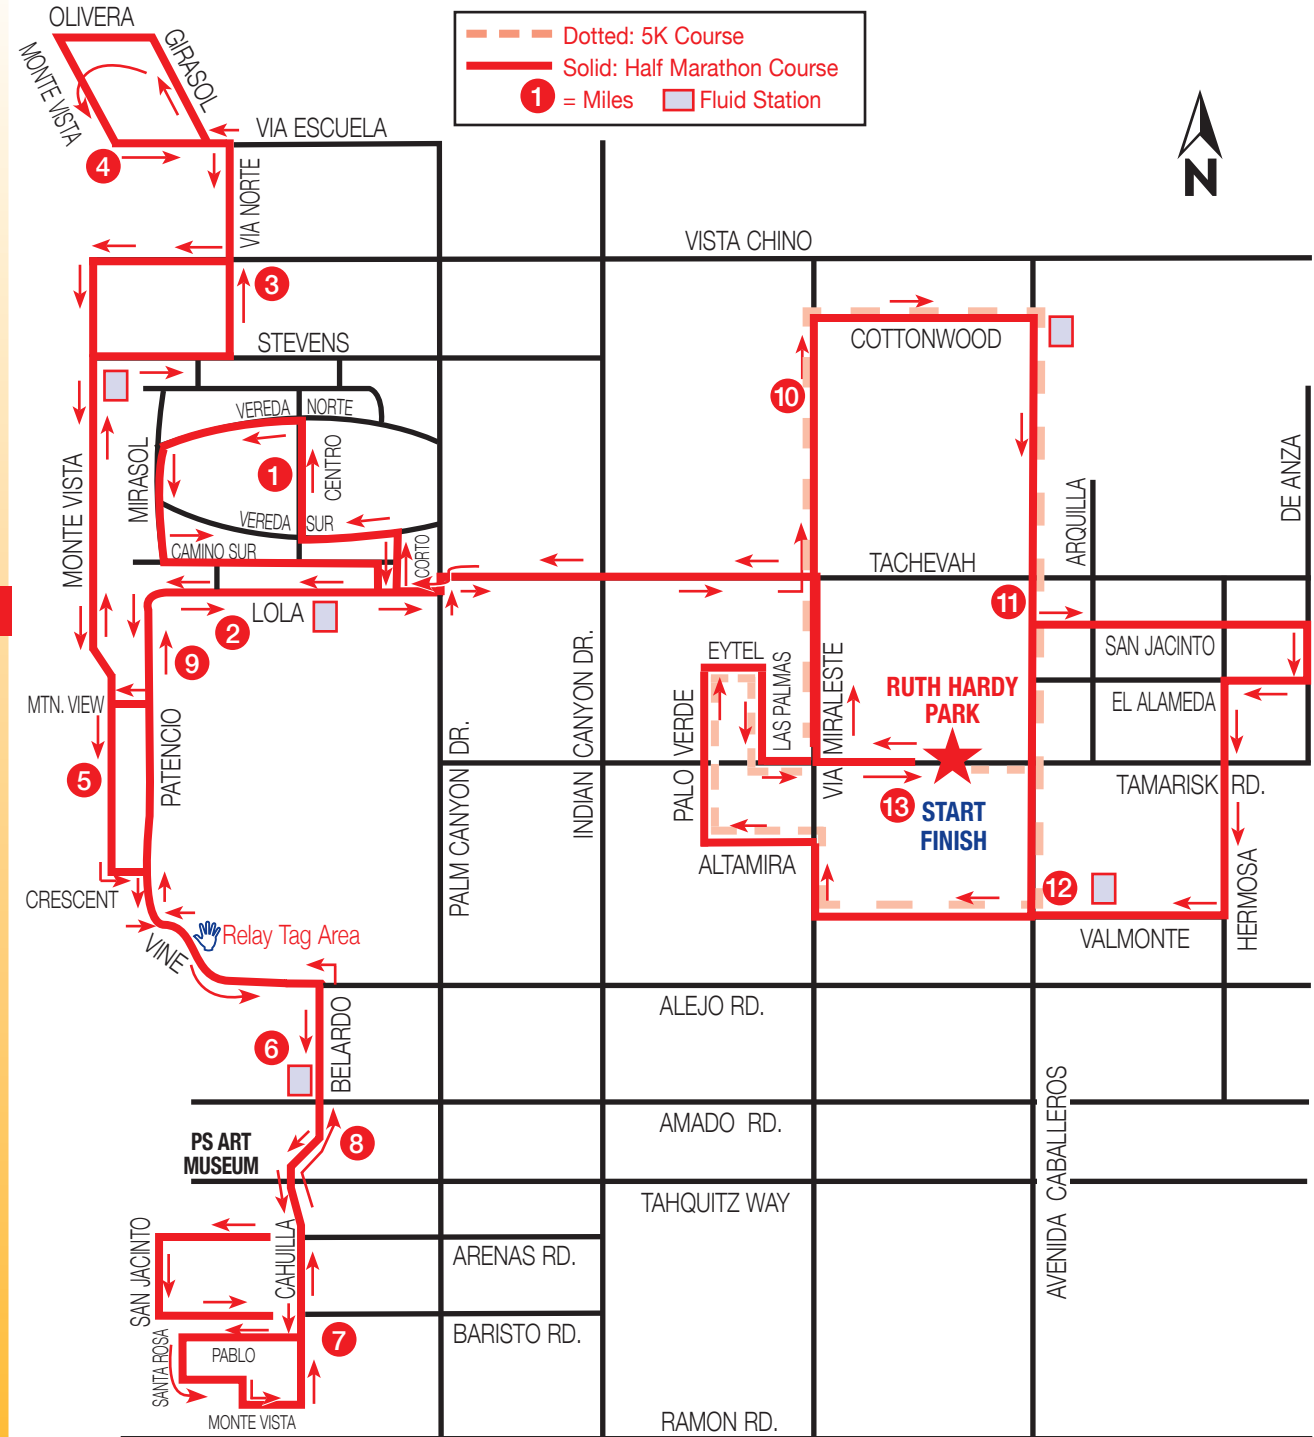 OLIVERA
GIRASOL
MONTE VISTA
Dotted: 5K Course
Solid: Half Marathon Course
1 = Miles Fluid Station
VIA ESCUELA
4
N
VIA NORTE
VISTA CHINO
3
STEVENS
COTTONWOOD
10
VEREDA NORTE
MIRASOL
1
CENTRO
MONTE VISTA
DE ANZA
ARQUILLA
VEREDA SUR
CAMINO SUR
CORTO
TACHEVAH
11
LOLA
2
9
SAN JACINTO
EYTEL
LAS PALMAS
VIA MIRALESTE
RUTH HARDY
PARK
EL ALAMEDA
MTN. VIEW
PATENCIO
PALM CANYON DR.
INDIAN CANYON DR.
PALO VERDE
5
13
START
FINISH
TAMARISK RD.
ALTAMIRA
12
CRESCENT
HERMOSA
VALMONTE
VINE
Relay Tag Area
ALEJO RD.
BELARDO
6
AVENIDA CABALLEROS
AMADO RD.
8
PS ART
MUSEUM
TAHQUITZ WAY
SAN JACINTO
CAHUILLA
ARENAS RD.
BARISTO RD.
7
SANTA ROSA
PABLO
MONTE VISTA
RAMON RD.